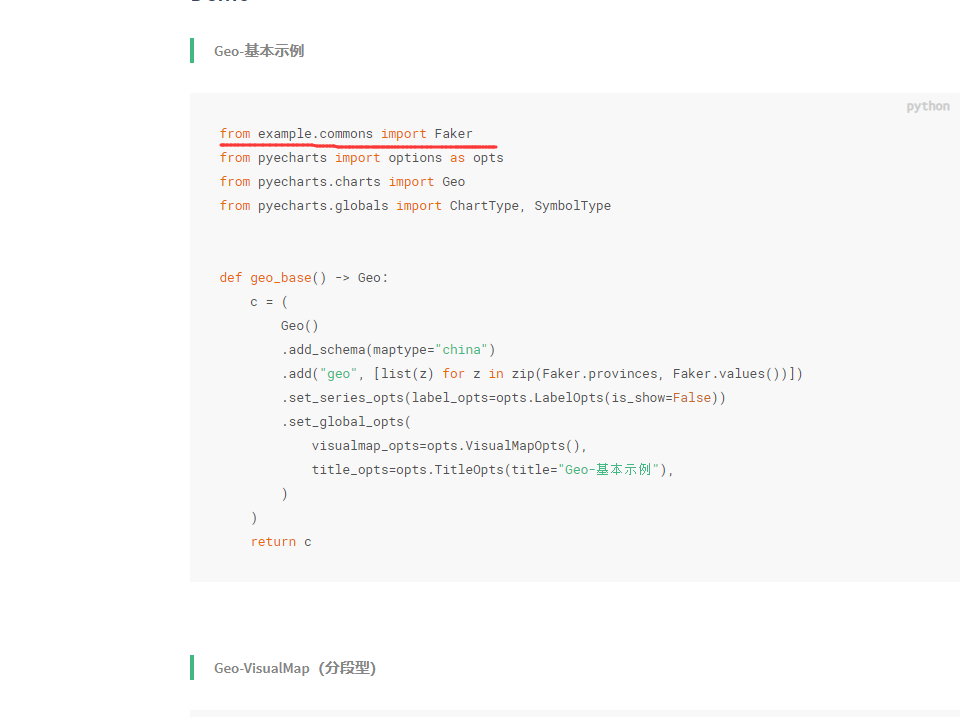 Geo-基本示例
python
from example.commons import Faker
from pyecharts import options as opts
from pyecharts.charts import Geo
from pyecharts.globals import ChartType, SymbolType
def geo_base() -> Geo:
    c = (
        Geo()
        .add_schema(maptype="china")
        .add("geo", [list(z) for z in zip(Faker.provinces, Faker.values())])
        .set_series_opts(label_opts=opts.LabelOpts(is_show=False))
        .set_global_opts(
            visualmap_opts=opts.VisualMapOpts(),
            title_opts=opts.TitleOpts(title="Geo-基本示例"),
        )
    )
    return c
Geo-VisualMap（分段型）